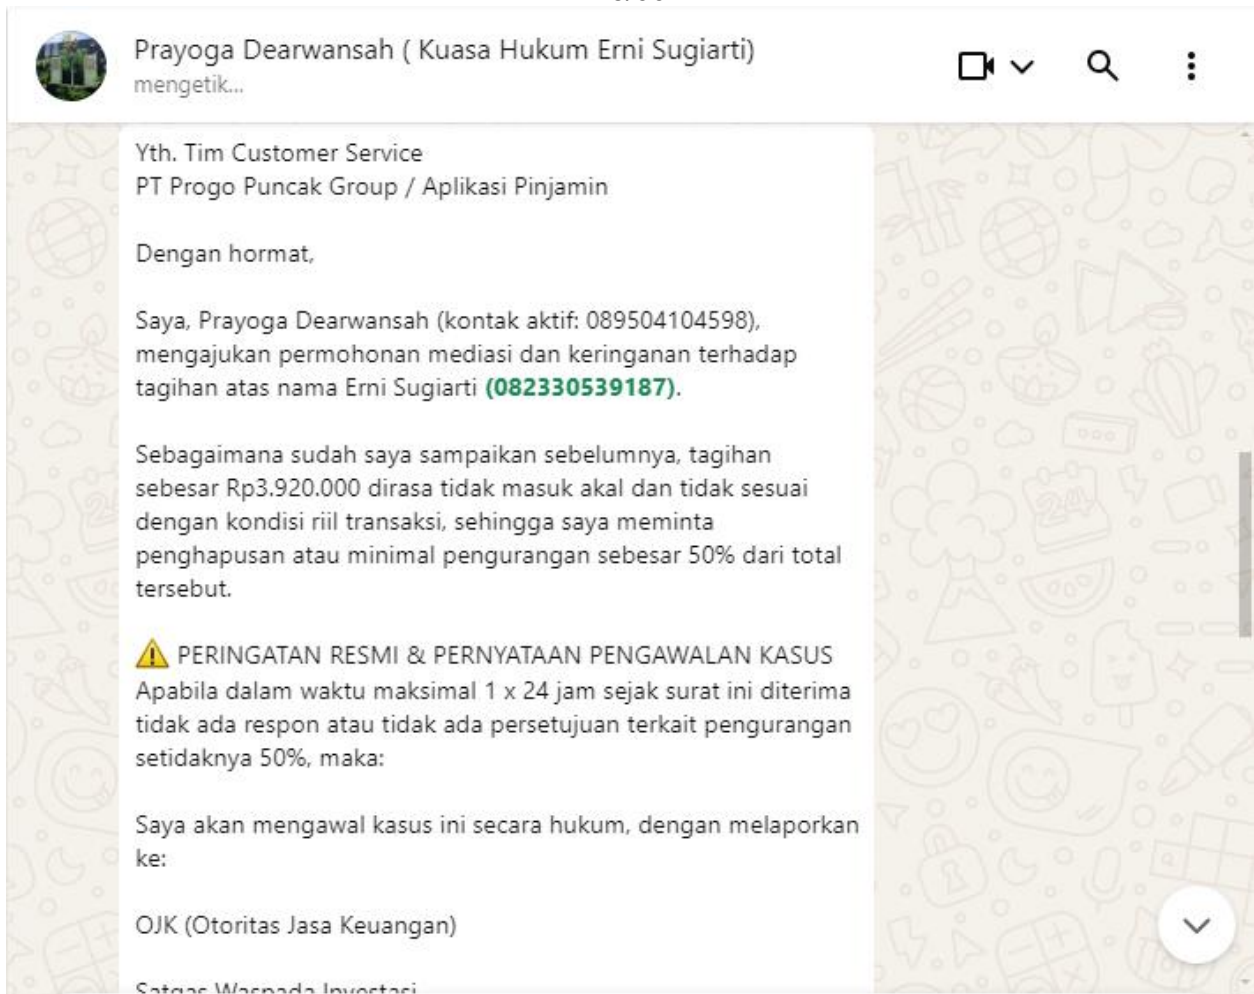 Prayoga Dearwansah ( Kuasa Hukum Erni Sugiarti)
mengetik...
Yth. Tim Customer Service
PT Progo Puncak Group / Aplikasi Pinjamin
Dengan hormat,
Saya, Prayoga Dearwansah (kontak aktif: 089504104598),
mengajukan permohonan mediasi dan keringanan terhadap
tagihan atas nama Erni Sugiarti (082330539187).
Sebagaimana sudah saya sampaikan sebelumnya, tagihan
sebesar Rp3.920.000 dirasa tidak masuk akal dan tidak sesuai
dengan kondisi riil transaksi, sehingga saya meminta
penghapusan atau minimal pengurangan sebesar 50% dari total
tersebut.
⚠️ PERINGATAN RESMI & PERNYATAAN PENGAWALAN KASUS
Apabila dalam waktu maksimal 1 x 24 jam sejak surat ini diterima
tidak ada respon atau tidak ada persetujuan terkait pengurangan
setidaknya 50%, maka:
Saya akan mengawal kasus ini secara hukum, dengan melaporkan
ke:
OJK (Otoritas Jasa Keuangan)
Satgas Waspada Investasi